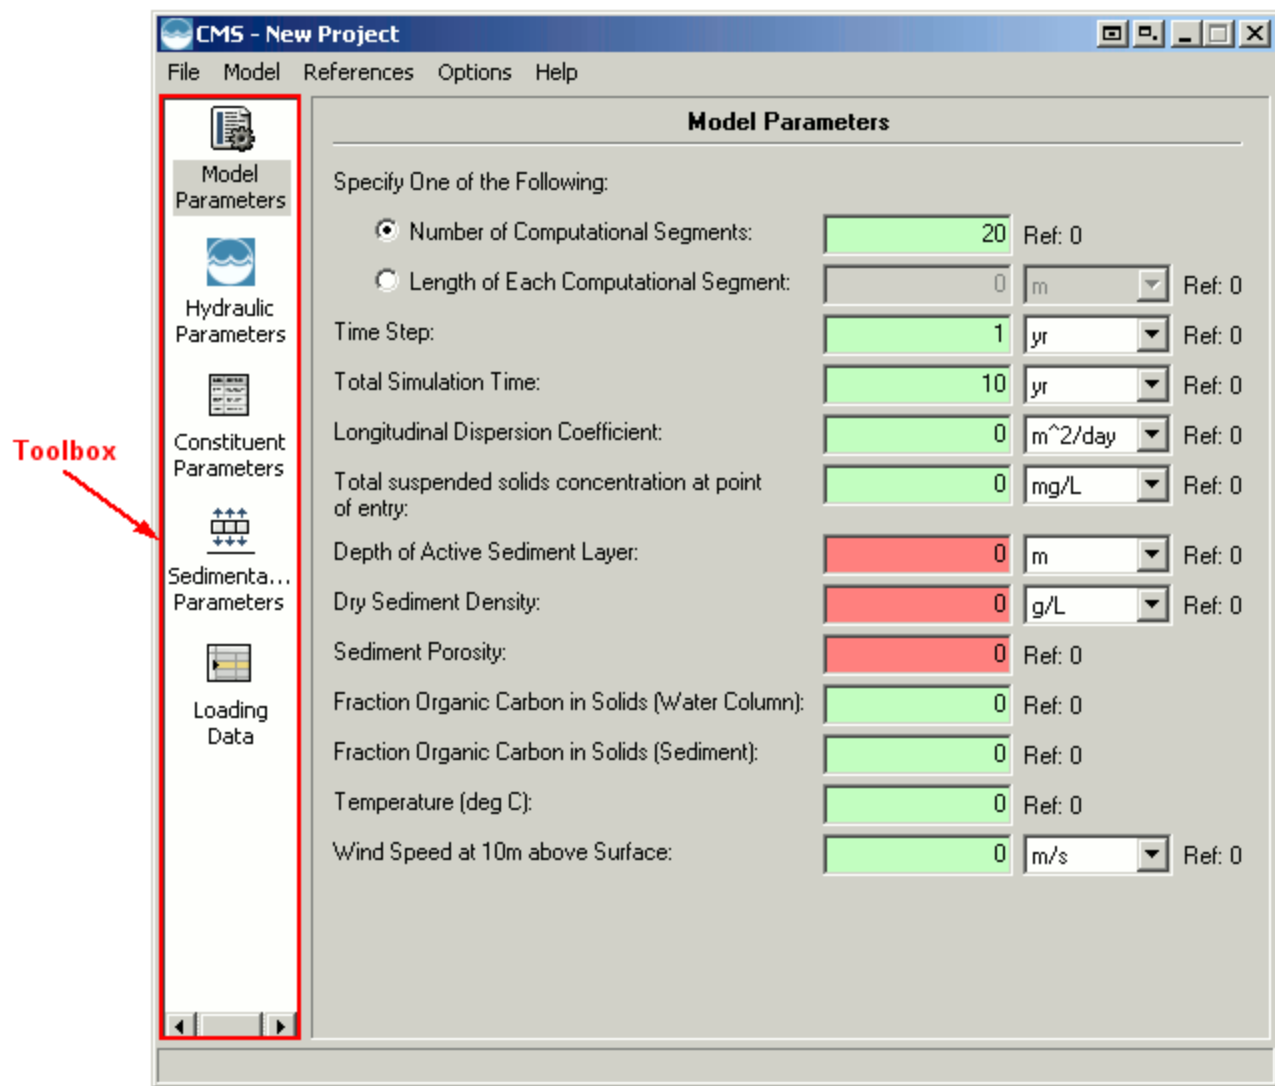 CMS - New Project
File Model References Options Help
Toolbox
Model
Parameters
Hydraulic
Parameters
Constituent
Parameters
Sedimenta...
Parameters
Loading
Data
Model Parameters
Specify One of the Following:
Number of Computational Segments: 20 Ref: 0
Length of Each Computational Segment: 0 m Ref: 0
Time Step: 1 yr Ref: 0
Total Simulation Time: 10 yr Ref: 0
Longitudinal Dispersion Coefficient: 0 m^2/day Ref: 0
Total suspended solids concentration at point
of entry: 0 mg/L Ref: 0
Depth of Active Sediment Layer: 0 m Ref: 0
Dry Sediment Density: 0 g/L Ref: 0
Sediment Porosity: 0 Ref: 0
Fraction Organic Carbon in Solids (Water Column): 0 Ref: 0
Fraction Organic Carbon in Solids (Sediment): 0 Ref: 0
Temperature (deg C): 0 Ref: 0
Wind Speed at 10m above Surface: 0 m/s Ref: 0